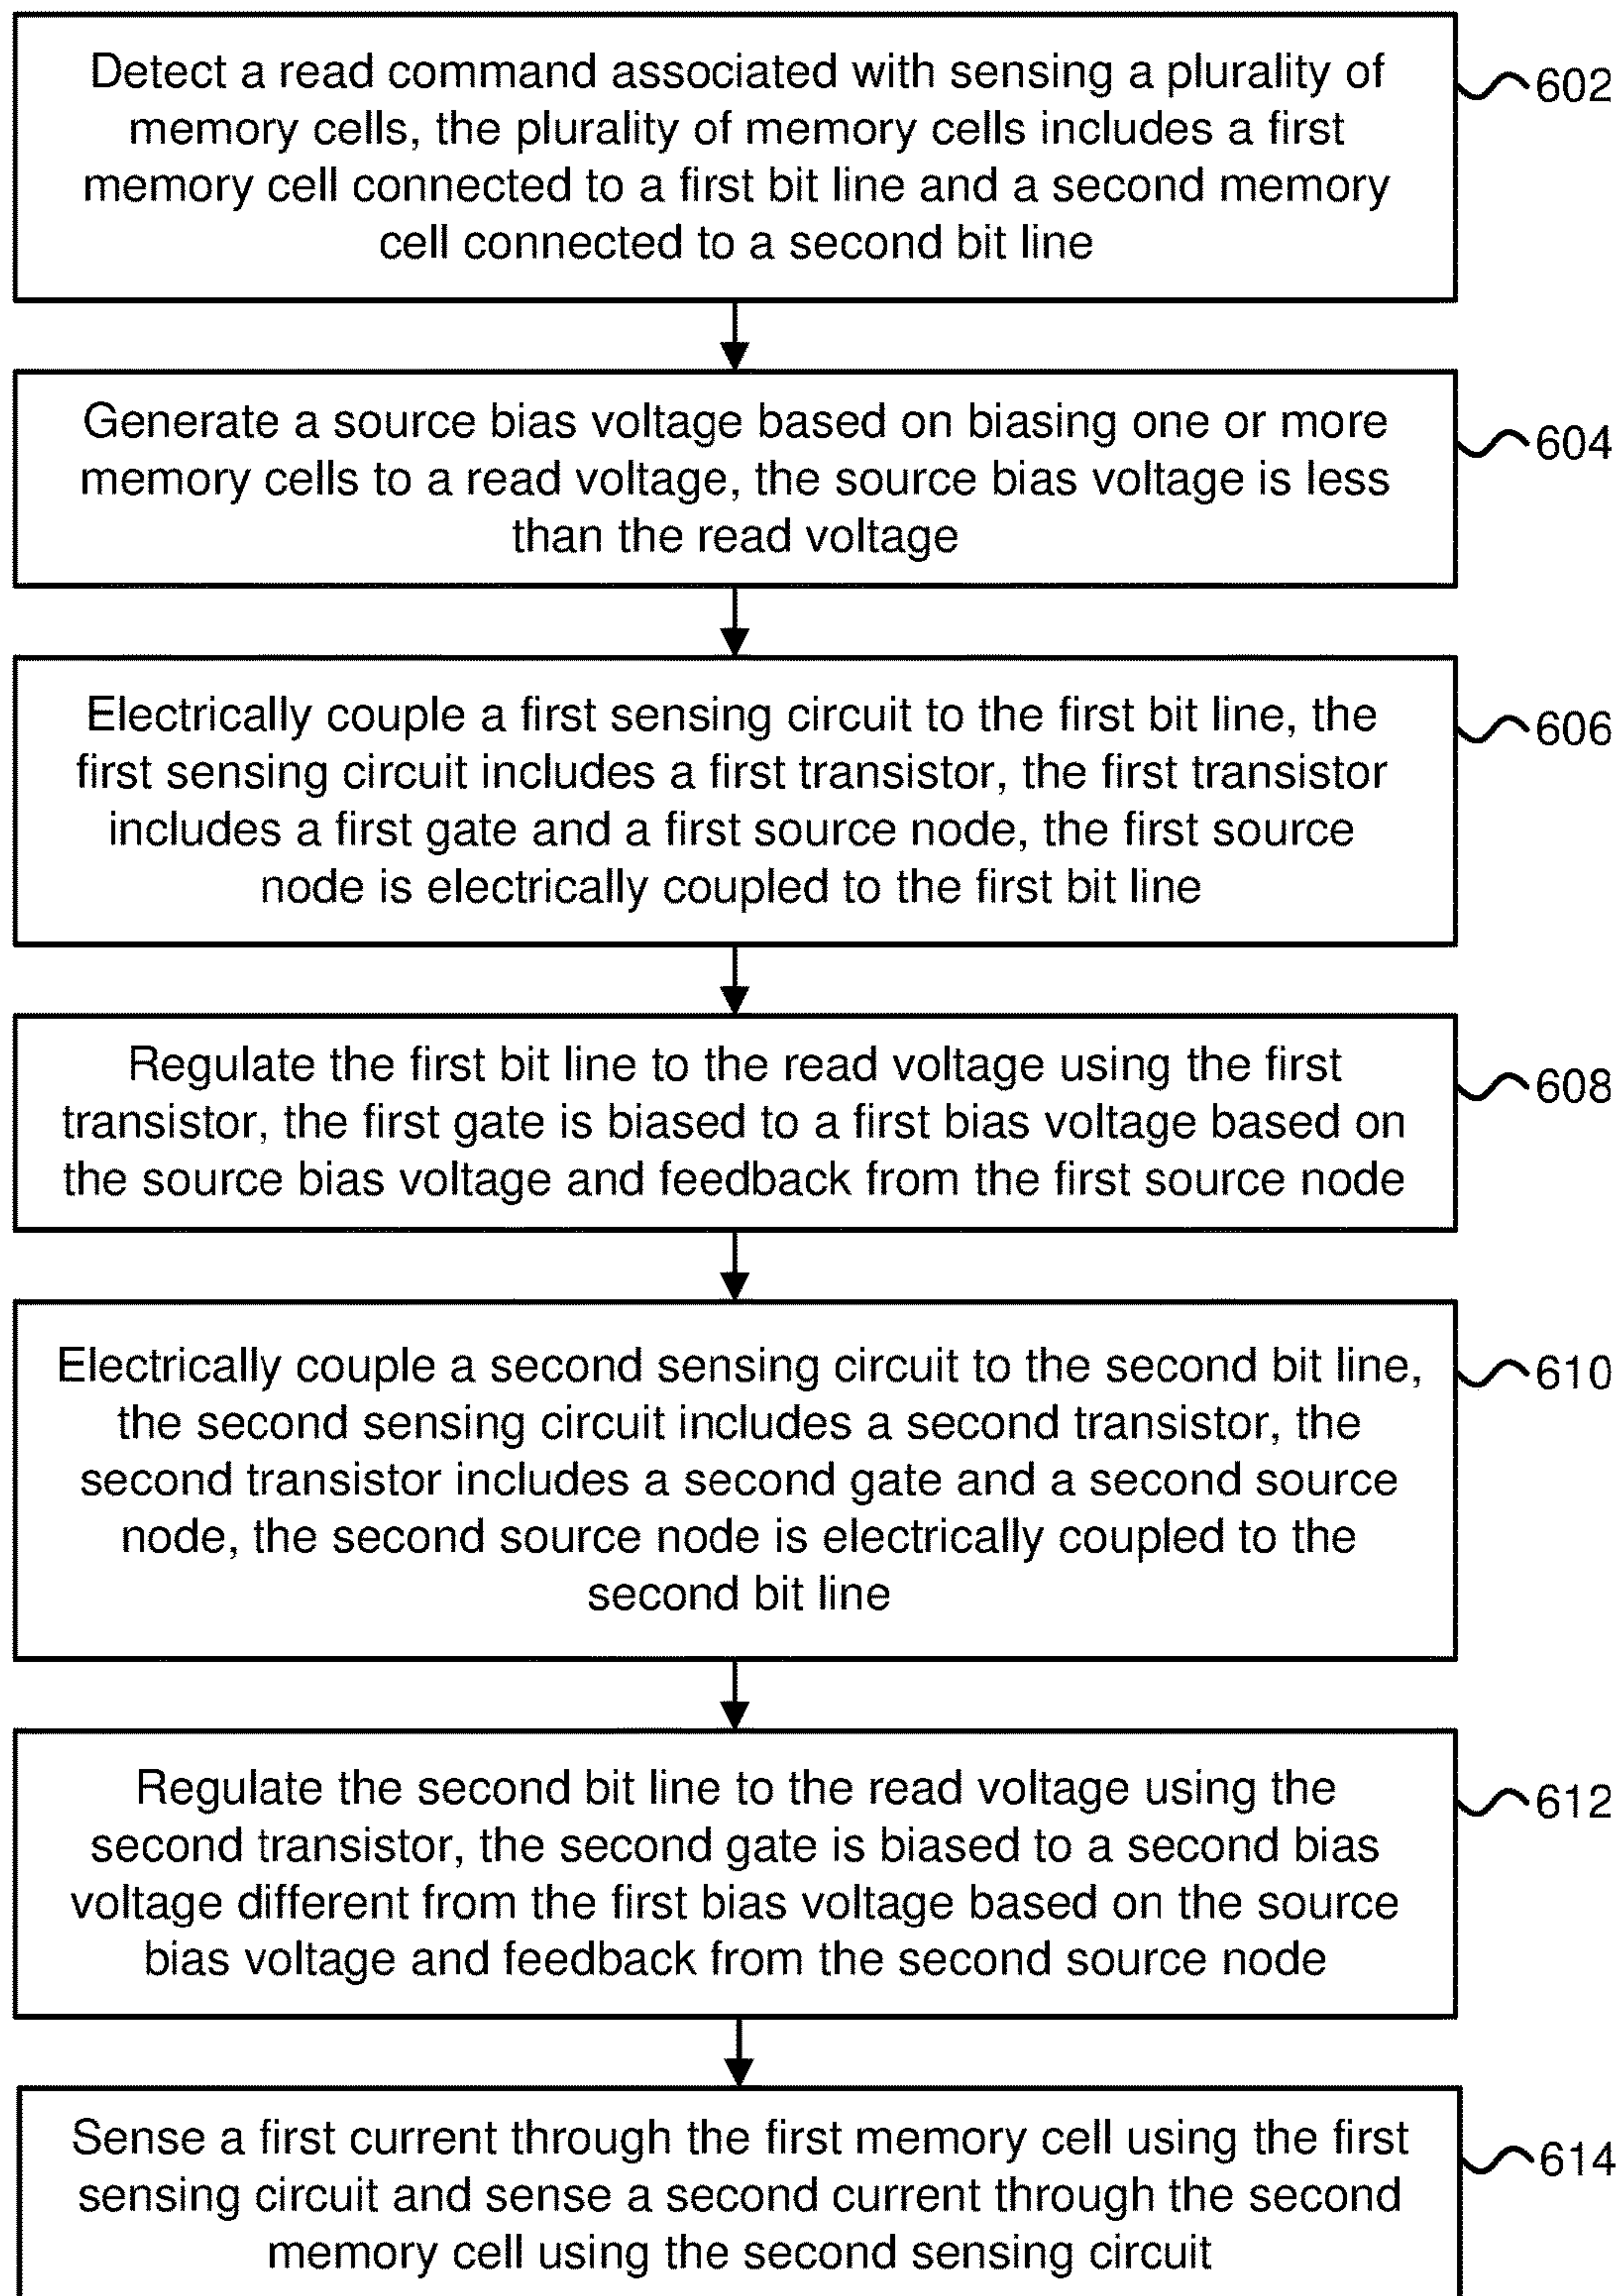 Detect a read command associated with sensing a plurality of
memory cells, the plurality of memory cells includes a first
memory cell connected to a first bit line and a second memory
cell connected to a second bit line
602
Generate a source bias voltage based on biasing one or more
memory cells to a read voltage, the source bias voltage is less
than the read voltage
604
Electrically couple a first sensing circuit to the first bit line, the
first sensing circuit includes a first transistor, the first transistor
includes a first gate and a first source node, the first source
node is electrically coupled to the first bit line
606
Regulate the first bit line to the read voltage using the first
transistor, the first gate is biased to a first bias voltage based on
the source bias voltage and feedback from the first source node
608
Electrically couple a second sensing circuit to the second bit line,
the second sensing circuit includes a second transistor, the
second transistor includes a second gate and a second source
node, the second source node is electrically coupled to the
second bit line
610
Regulate the second bit line to the read voltage using the
second transistor, the second gate is biased to a second bias
voltage different from the first bias voltage based on the source
bias voltage and feedback from the second source node
612
Sense a first current through the first memory cell using the first
sensing circuit and sense a second current through the second
memory cell using the second sensing circuit
614